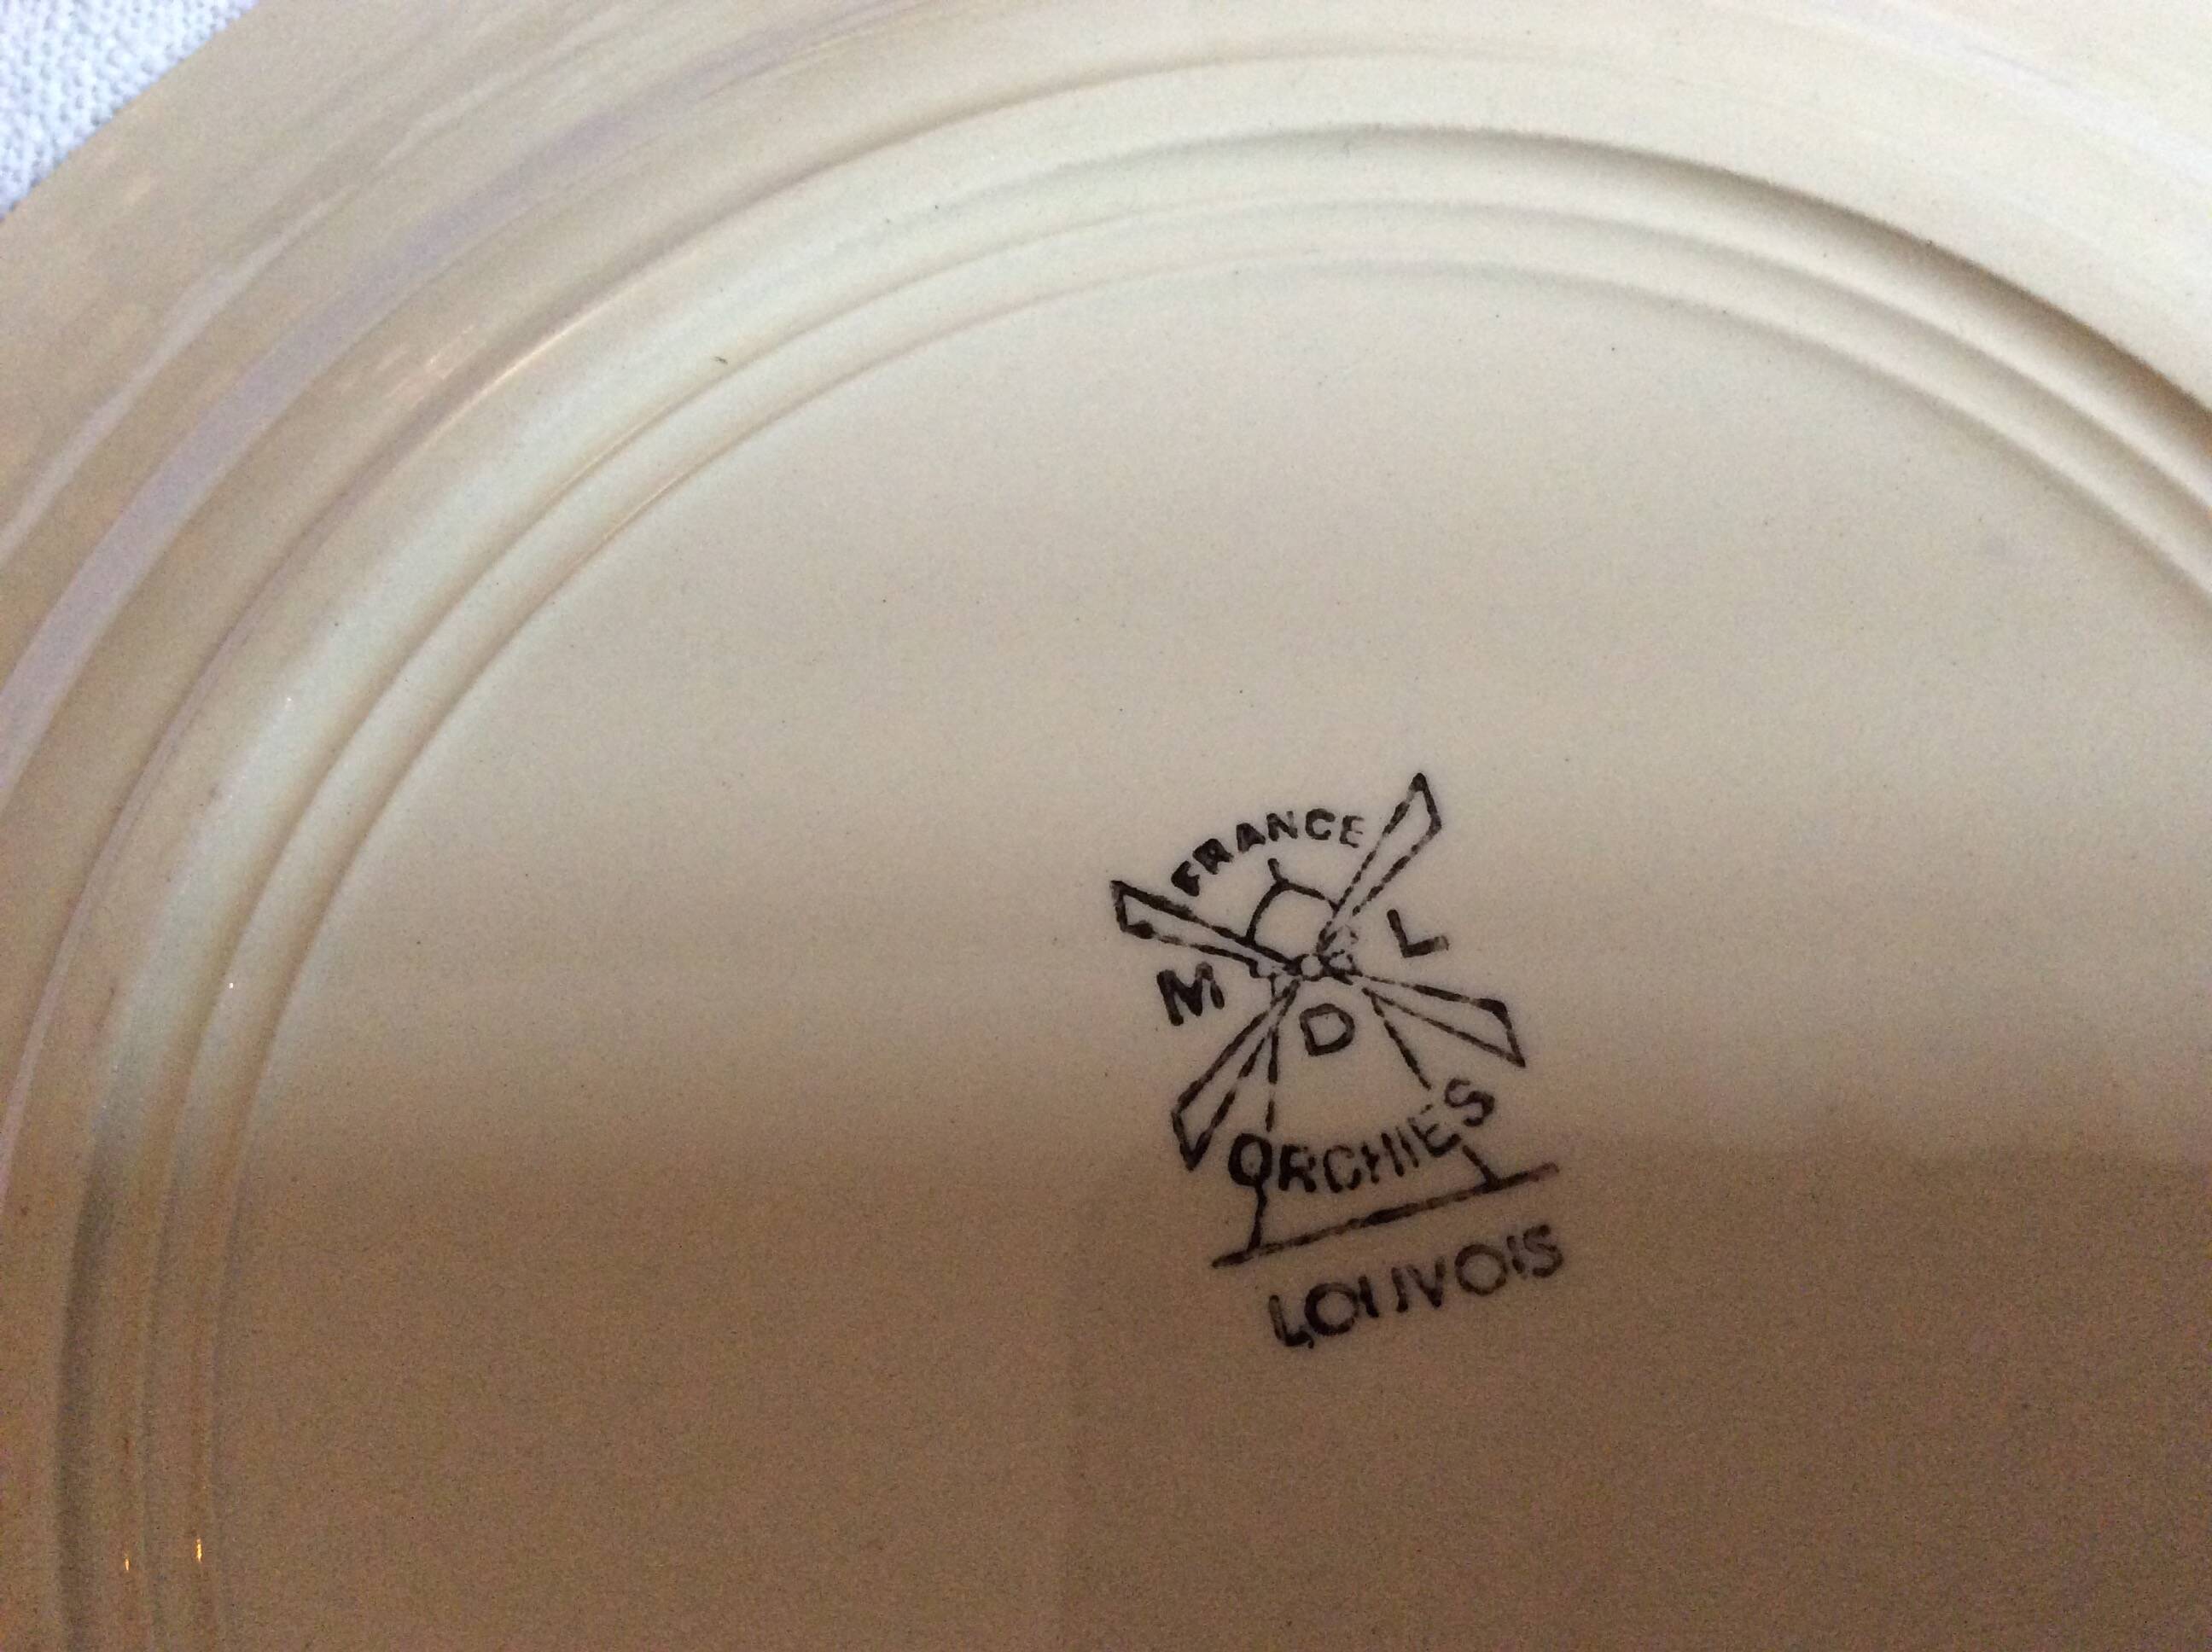 FRANCE
M D L
ORCHIES
LOUVOIS